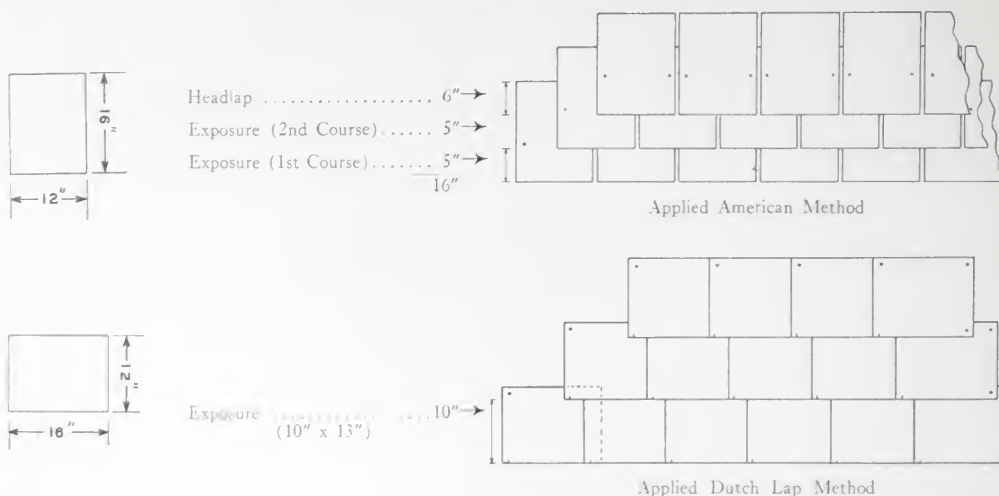 16"
12"
Headlap .................. 6"
Exposure (2nd Course)...... 5"
Exposure (1st Course)....... 5"
16"
Applied American Method
12"
16"
Exposure ................10"
(10" x 13")
Applied Dutch Lap Method